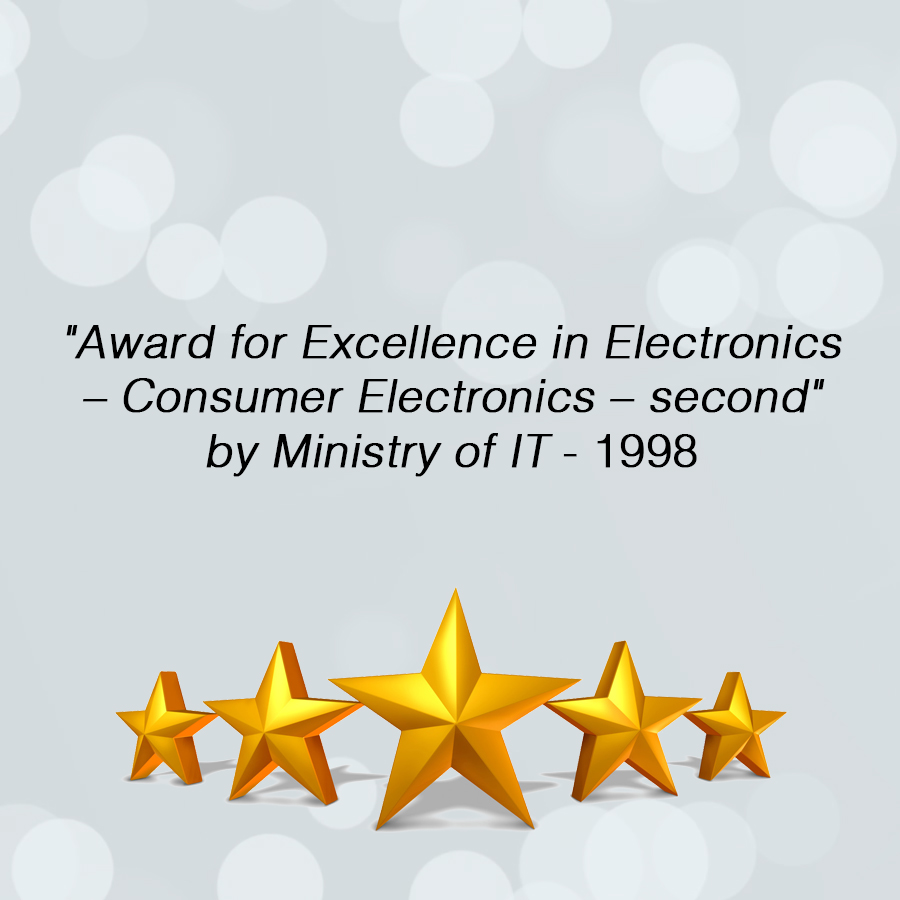 "Award for Excellence in Electronics
– Consumer Electronics – second"
by Ministry of IT - 1998